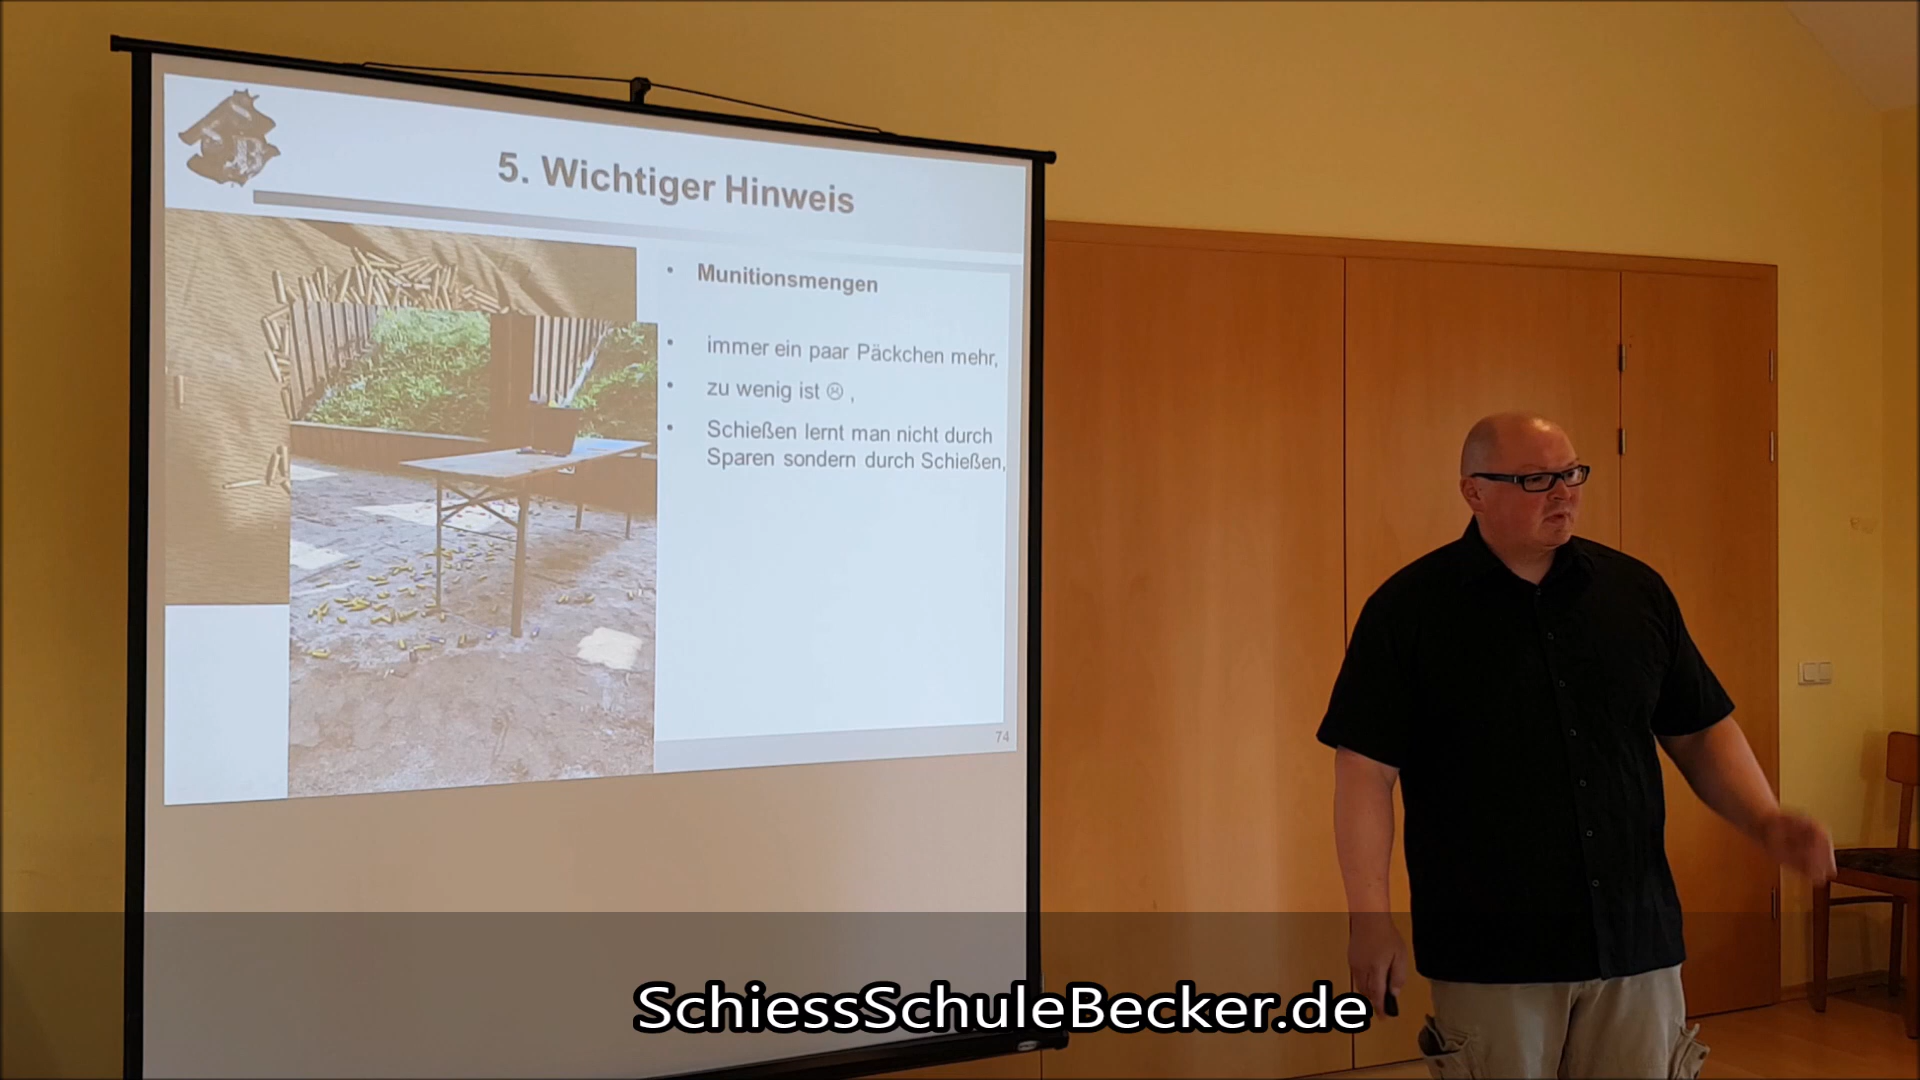 5. Wichtiger Hinweis
• Munitionsmengen
• immer ein paar Päckchen mehr,
• zu wenig ist ☹ ,
• Schießen lernt man nicht durch
Sparen sondern durch Schießen,
74
SchiessSchuleBecker.de